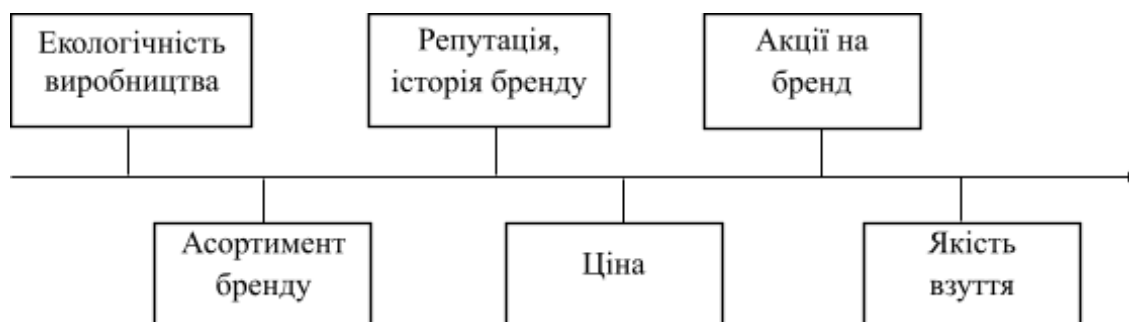 Екологічність
виробництва
Репутація,
історія бренду
Акції на
бренд
Асортимент
бренду
Ціна
Якість
взуття